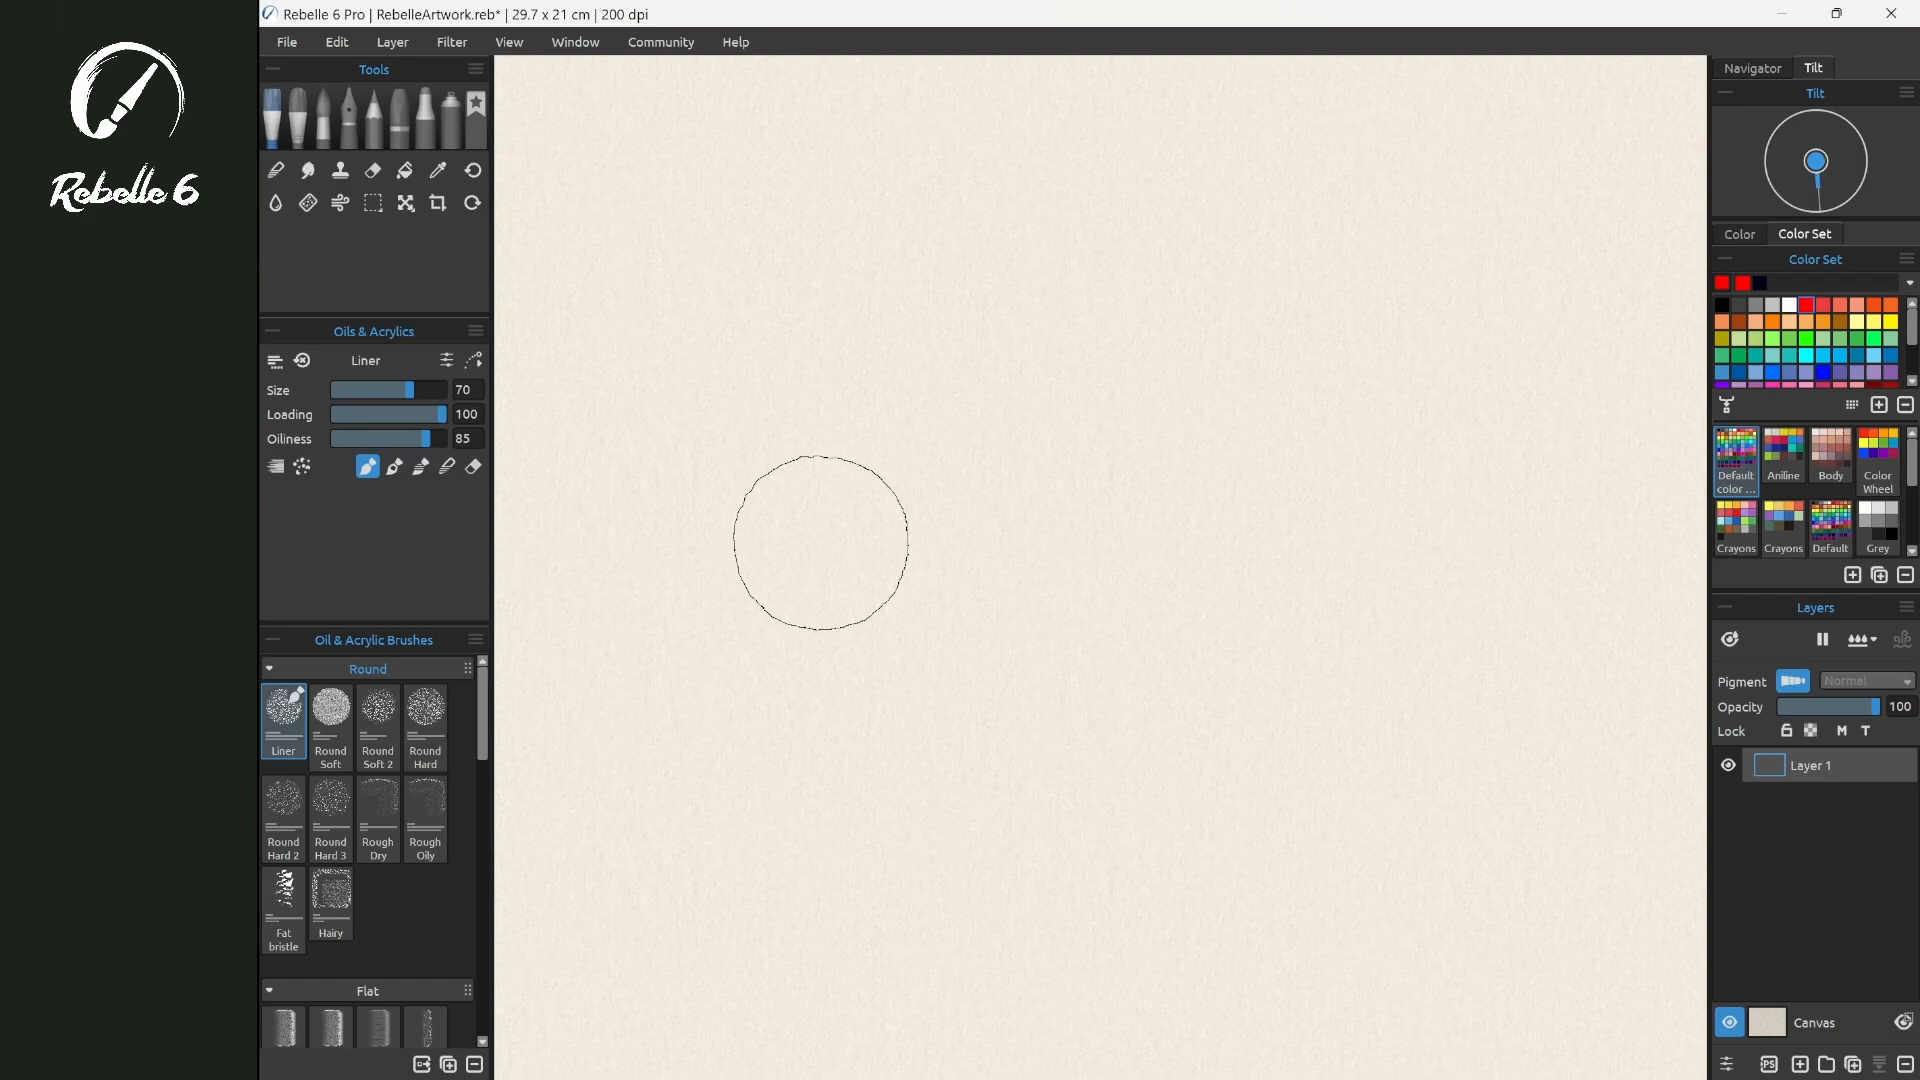 Rebelle 6 Pro | RebelleArtwork.reb* | 29.7 x 21 cm | 200 dpi
File Edit Layer Filter View Window Community Help
Rebelle 6
Tools
Oils & Acrylics
Liner
Size 70
Loading 100
Oiliness 85
Oil & Acrylic Brushes
Round
Liner Round Soft Round Soft 2 Round Hard
Round Hard 2 Round Hard 3 Rough Dry Rough Oily
Fat bristle Hairy
Flat
Navigator Tilt
Tilt
Color Color Set
Color Set
Default color ... Aniline Body Color Wheel
Crayons Crayons Default Grey
Layers
Pigment Normal
Opacity 100
Lock M T
Layer 1
Canvas
PS